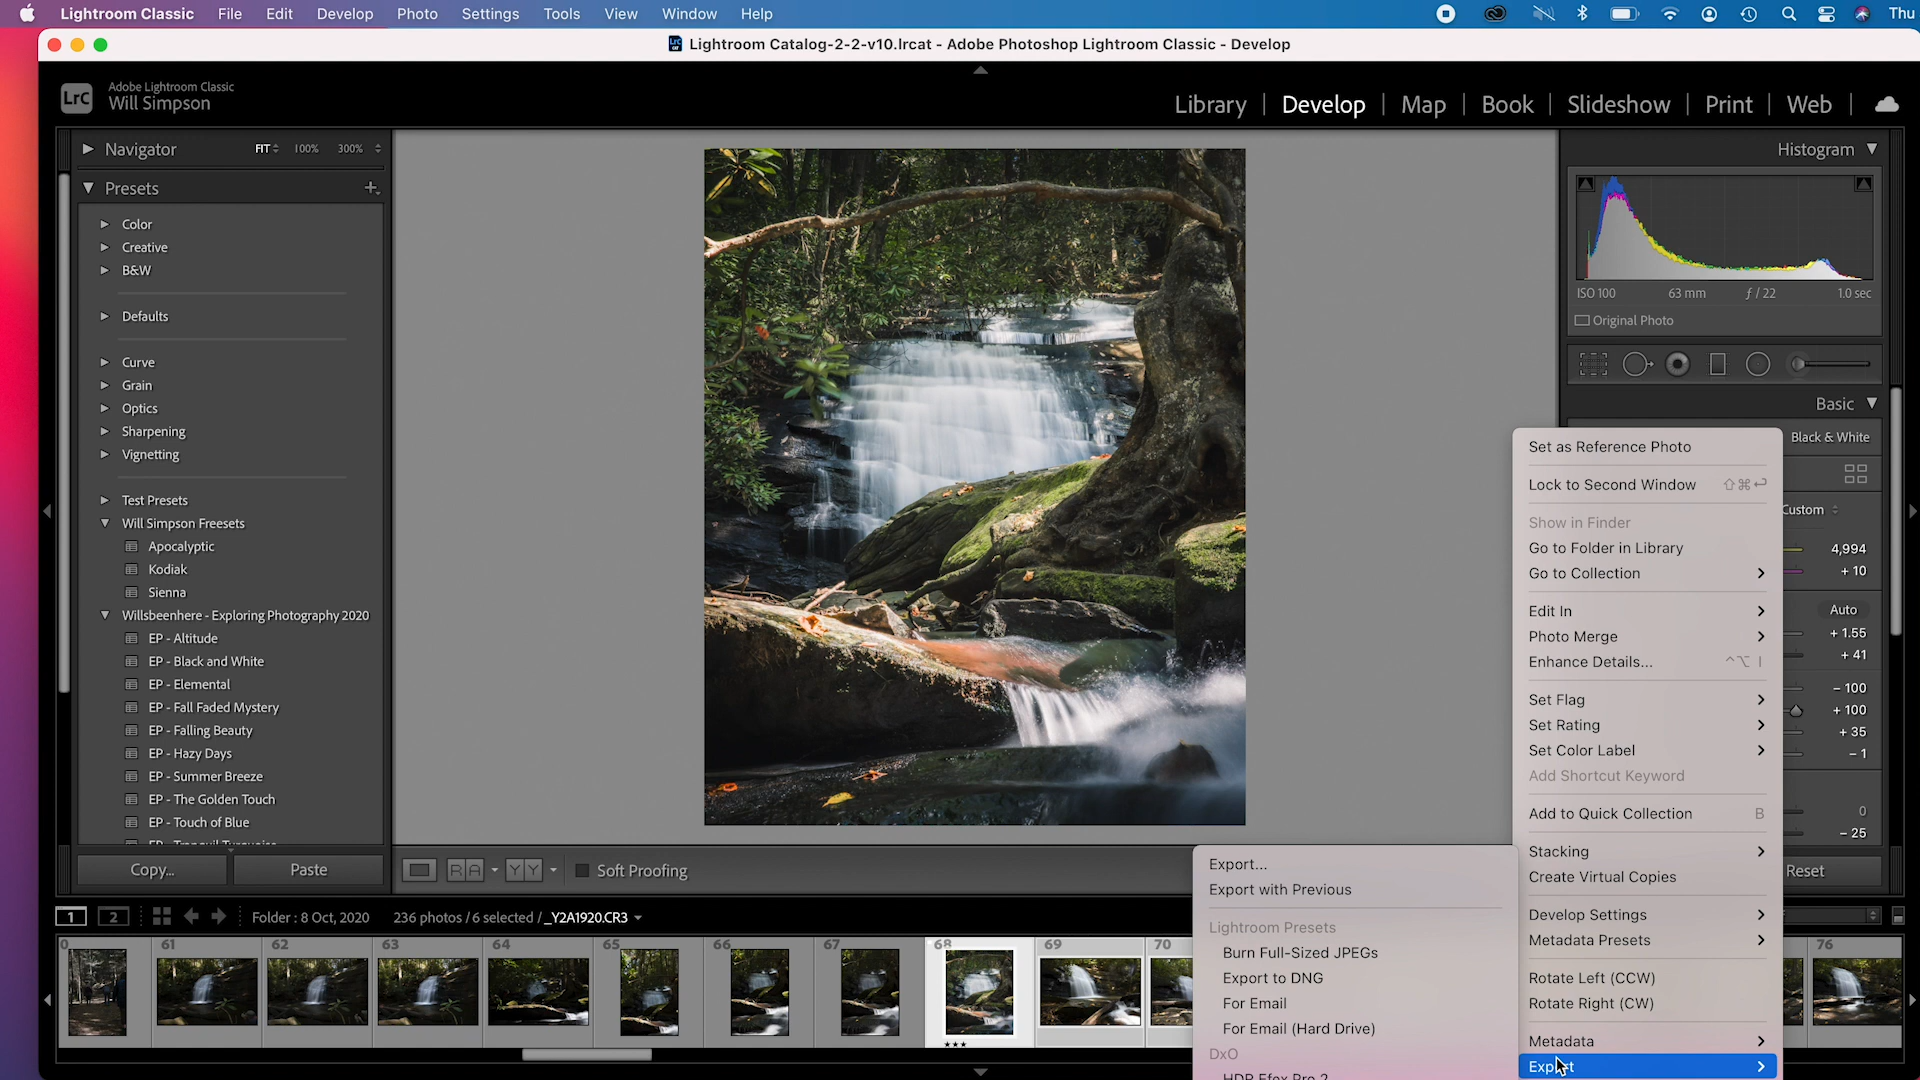 Lightroom Classic File Edit Develop Photo Settings Tools View Window Help Thu
Lightroom Catalog-2-2-v10.lrcat - Adobe Photoshop Lightroom Classic - Develop
LrC
Adobe Lightroom Classic
Will Simpson
Library | Develop | Map | Book | Slideshow | Print | Web
Navigator FIT 100% 300%
Presets +
Color
Creative
B&W
Defaults
Curve
Grain
Optics
Sharpening
Vignetting
Test Presets
Will Simpson Freesets
Apocalyptic
Kodiak
Sienna
Willsbeenhere - Exploring Photography 2020
EP - Altitude
EP - Black and White
EP - Elemental
EP - Fall Faded Mystery
EP - Falling Beauty
EP - Hazy Days
EP - Summer Breeze
EP - The Golden Touch
EP - Touch of Blue
Copy... Paste
RA YY Soft Proofing
Histogram
ISO 100 63 mm f / 22 1.0 sec
Original Photo
Basic
Black & White
Custom
4,994
+ 10
Auto
+ 1.55
+ 41
- 100
+ 100
+ 35
- 1
0
- 25
Reset
Set as Reference Photo
Lock to Second Window ⇧⌘↩
Show in Finder
Go to Folder in Library
Go to Collection
Edit In
Photo Merge
Enhance Details... ^⌥ I
Set Flag
Set Rating
Set Color Label
Add Shortcut Keyword
Add to Quick Collection B
Stacking
Create Virtual Copies
Develop Settings
Metadata Presets
Rotate Left (CCW)
Rotate Right (CW)
Metadata
Export
Export...
Export with Previous
Lightroom Presets
Burn Full-Sized JPEGs
Export to DNG
For Email
For Email (Hard Drive)
DxO
HDR Efex Pro 2
1 2 Folder : 8 Oct, 2020 236 photos / 6 selected / _Y2A1920.CR3
0 61 62 63 64 65 66 67 68 69 70 76